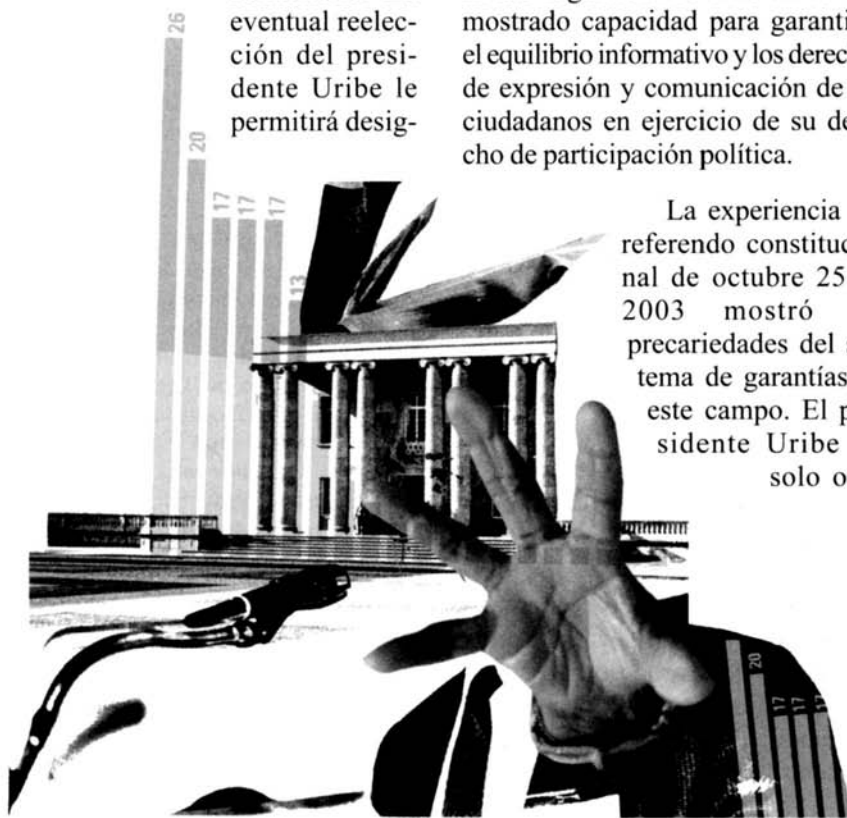 eventual reelec-
ción del presi-
dente Uribe le
permitirá desig-
mostrado capacidad para garanti
el equilibrio informativo y los derec
de expresión y comunicación de
ciudadanos en ejercicio de su de
cho de participación política.
La experiencia
referendo constituc
nal de octubre 25
2003 mostró
precariedades del s
tema de garantías
este campo. El p
sidente Uribe
solo o
26
20
17
17
17
13
20
17
17
17